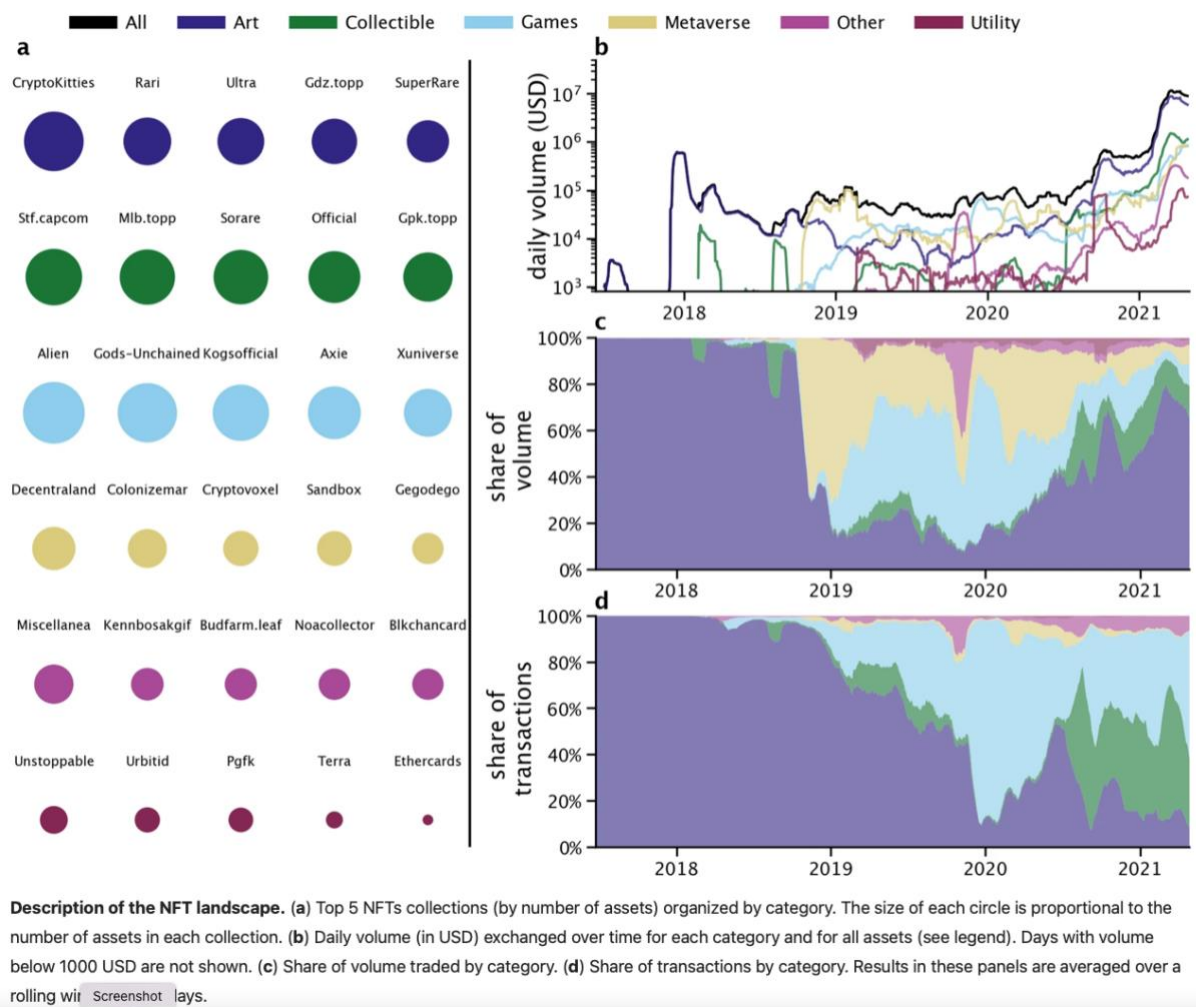 All Art Collectible Games Metaverse Other Utility
a
CryptoKitties Rari Ultra Gdz.topp SuperRare
Stf.capcom Mlb.topp Sorare Official Gpk.topp
Alien Gods-Unchained Kogsofficial Axie Xuniverse
Decentraland Colonizemar Cryptovoxel Sandbox Gegodego
Miscellanea Kennbosakgif Budfarm.leaf Noacollector Blkchancard
Unstoppable Urbitid Pgfk Terra Ethercards
b
daily volume (USD)
10⁷
10⁶
10⁵
10⁴
10³
2018 2019 2020 2021
c
share of
volume
100%
80%
60%
40%
20%
0%
2018 2019 2020 2021
d
share of
transactions
100%
80%
60%
40%
20%
0%
2018 2019 2020 2021
Description of the NFT landscape. (a) Top 5 NFTs collections (by number of assets) organized by category. The size of each circle is proportional to the
number of assets in each collection. (b) Daily volume (in USD) exchanged over time for each category and for all assets (see legend). Days with volume
below 1000 USD are not shown. (c) Share of volume traded by category. (d) Share of transactions by category. Results in these panels are averaged over a
rolling Screenshot